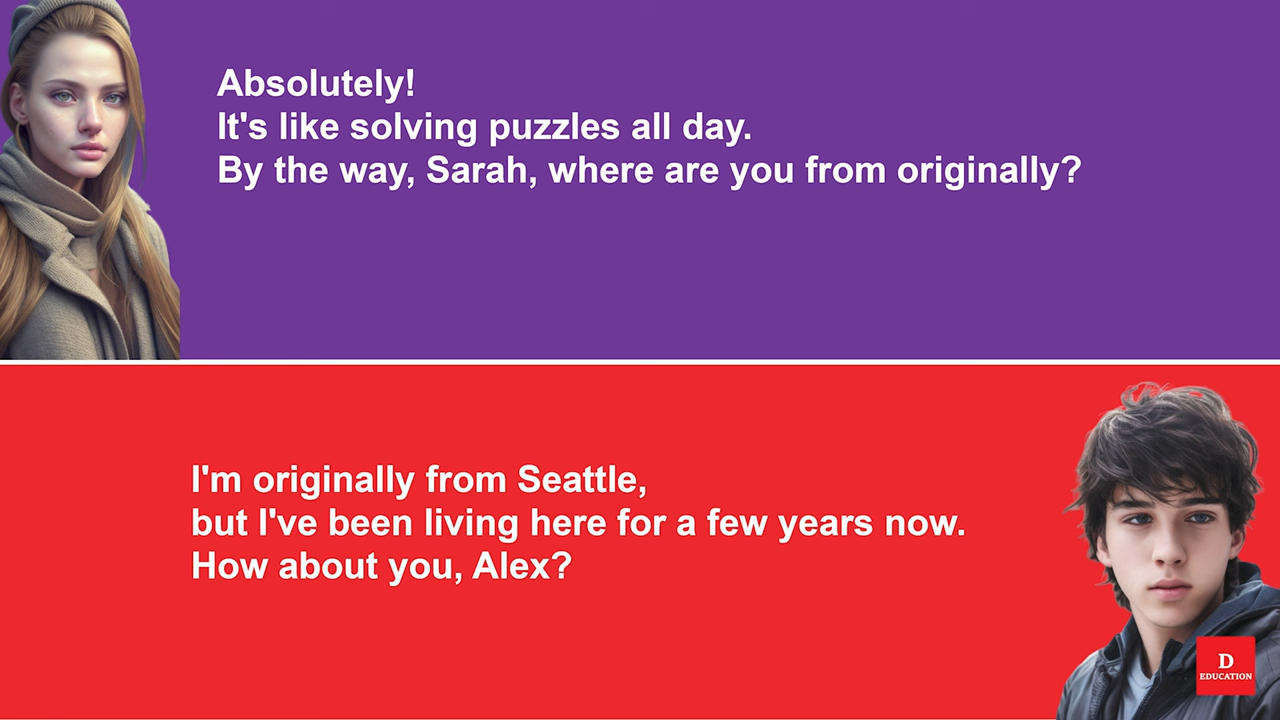 Absolutely!
It's like solving puzzles all day.
By the way, Sarah, where are you from originally?
I'm originally from Seattle,
but I've been living here for a few years now.
How about you, Alex?
D
EDUCATION